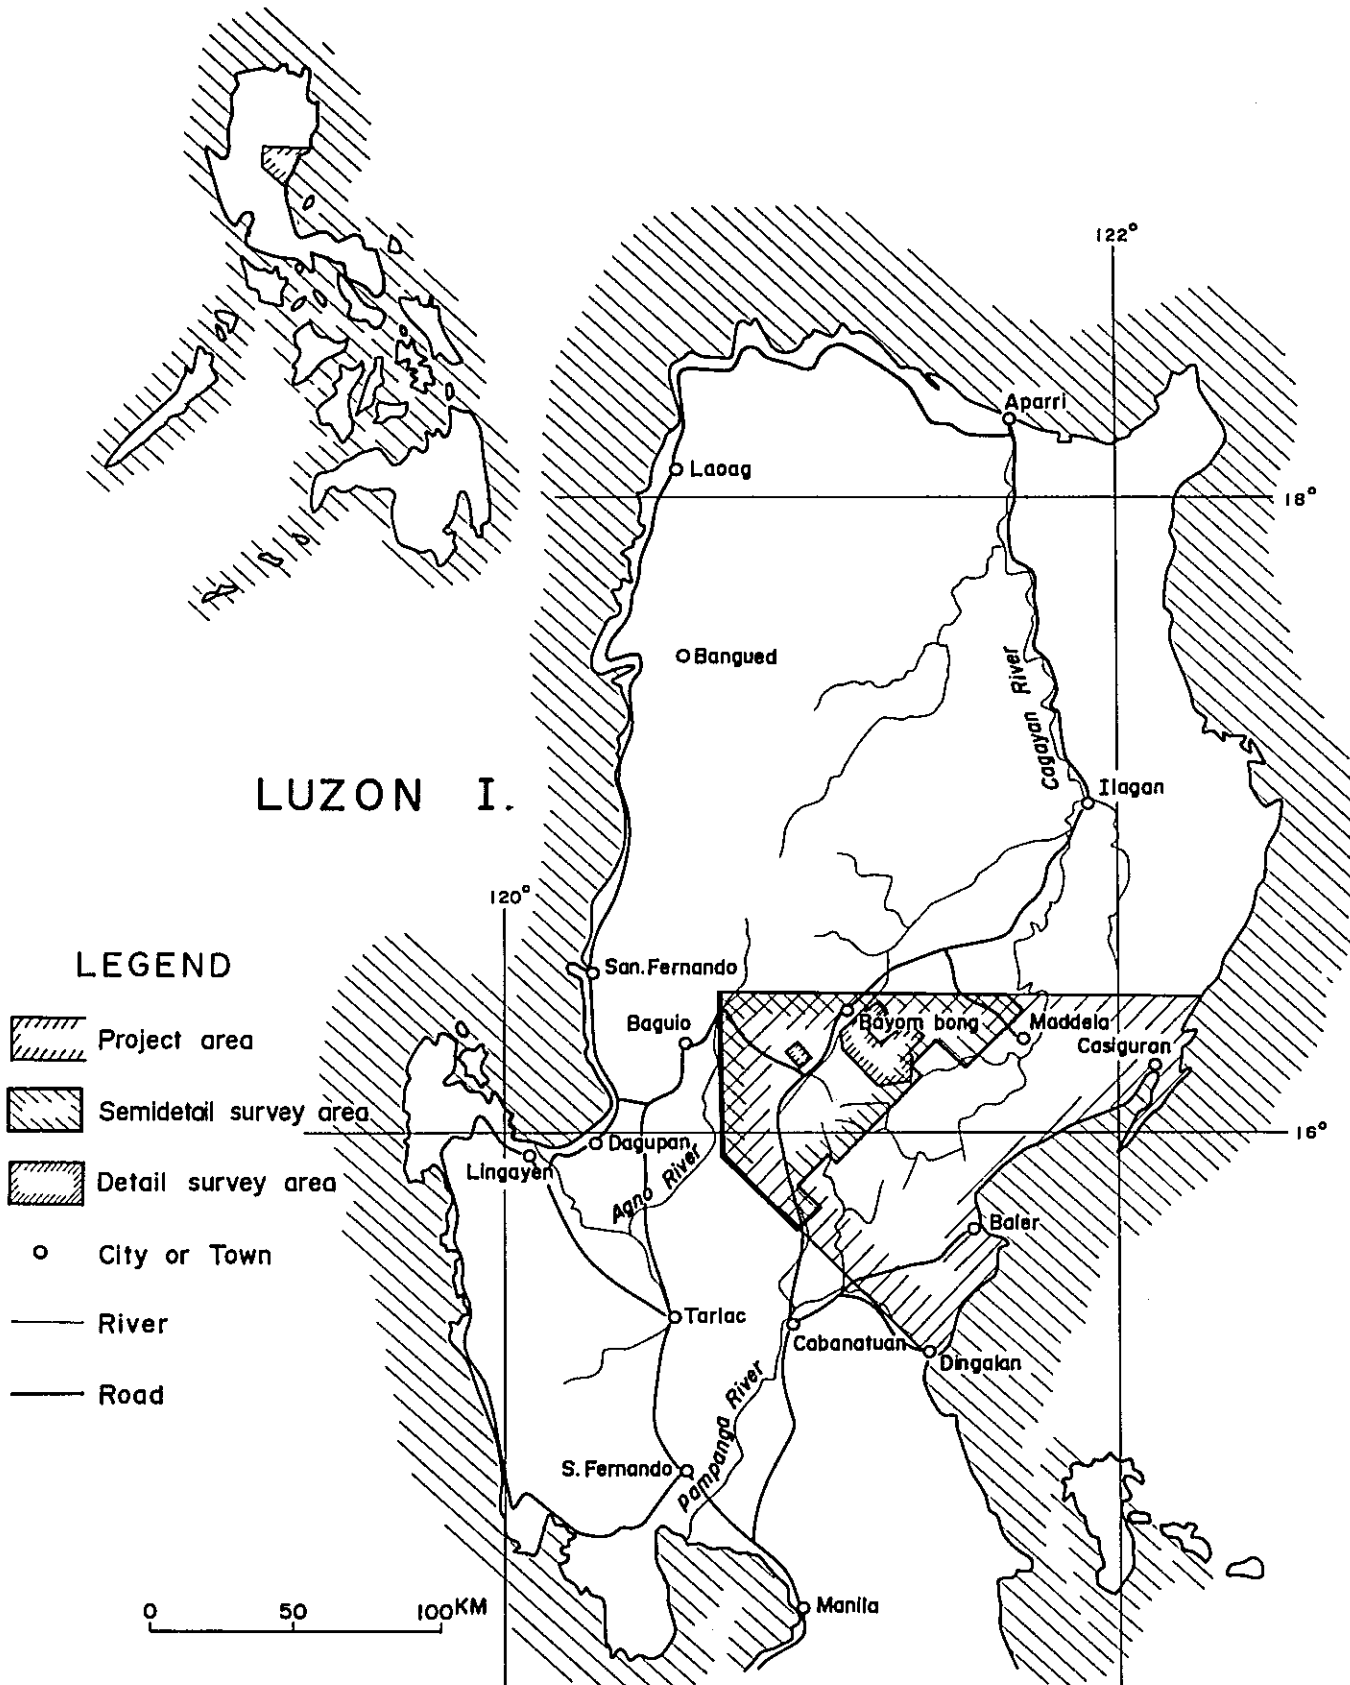 122°
Aparri
Laoag
18°
Bangued
Cagayan River
LUZON I.
Ilagan
120°
LEGEND
San. Fernando
Project area
Baguio
Bayom bong
Maddela
Casiguran
Semidetail survey area
16°
Dagupan
Lingayen
Agno River
Detail survey area
Baler
City or Town
River
Tarlac
Cabanatuan
Dingalan
Road
Pampanga River
S. Fernando
0 50 100KM
Manila